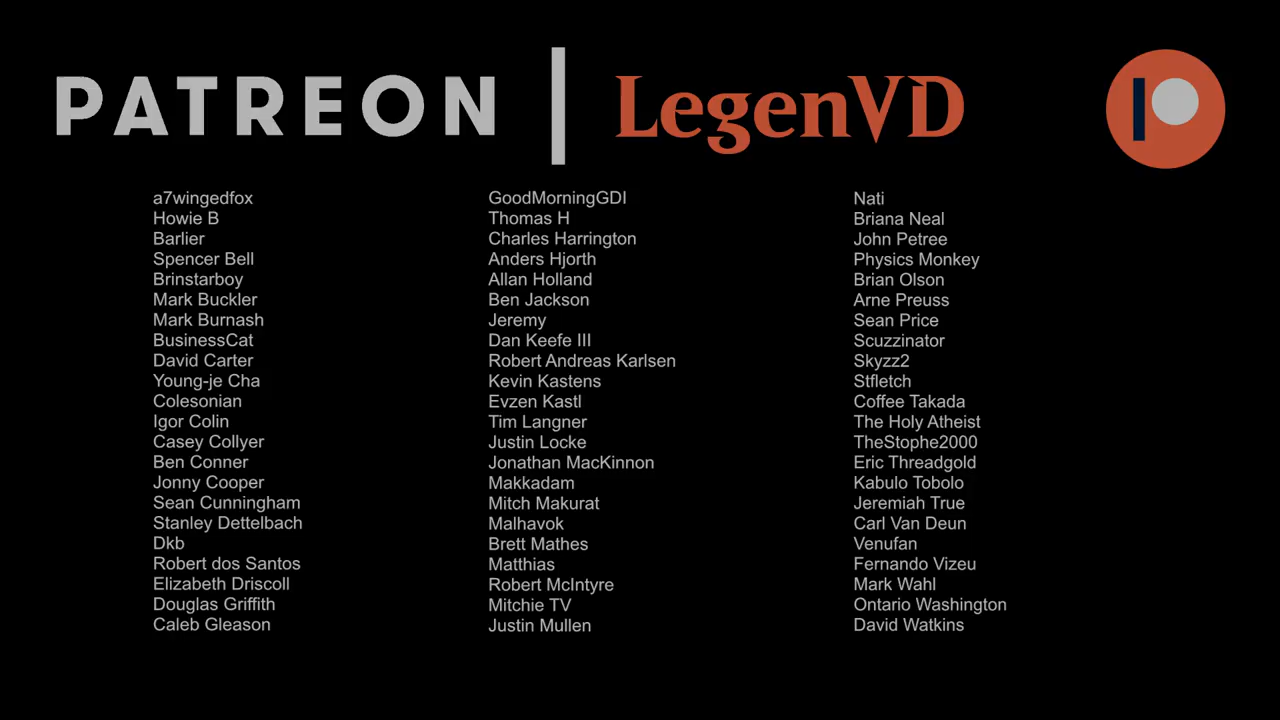 PATREON | LegenVD
a7wingedfox
Howie B
Barlier
Spencer Bell
Brinstarboy
Mark Buckler
Mark Burnash
BusinessCat
David Carter
Young-je Cha
Colesonian
Igor Colin
Casey Collyer
Ben Conner
Jonny Cooper
Sean Cunningham
Stanley Dettelbach
Dkb
Robert dos Santos
Elizabeth Driscoll
Douglas Griffith
Caleb Gleason
GoodMorningGDI
Thomas H
Charles Harrington
Anders Hjorth
Allan Holland
Ben Jackson
Jeremy
Dan Keefe III
Robert Andreas Karlsen
Kevin Kastens
Evzen Kastl
Tim Langner
Justin Locke
Jonathan MacKinnon
Makkadam
Mitch Makurat
Malhavok
Brett Mathes
Matthias
Robert McIntyre
Mitchie TV
Justin Mullen
Nati
Briana Neal
John Petree
Physics Monkey
Brian Olson
Arne Preuss
Sean Price
Scuzzinator
Skyzz2
Stfletch
Coffee Takada
The Holy Atheist
TheStophe2000
Eric Threadgold
Kabulo Tobolo
Jeremiah True
Carl Van Deun
Venufan
Fernando Vizeu
Mark Wahl
Ontario Washington
David Watkins